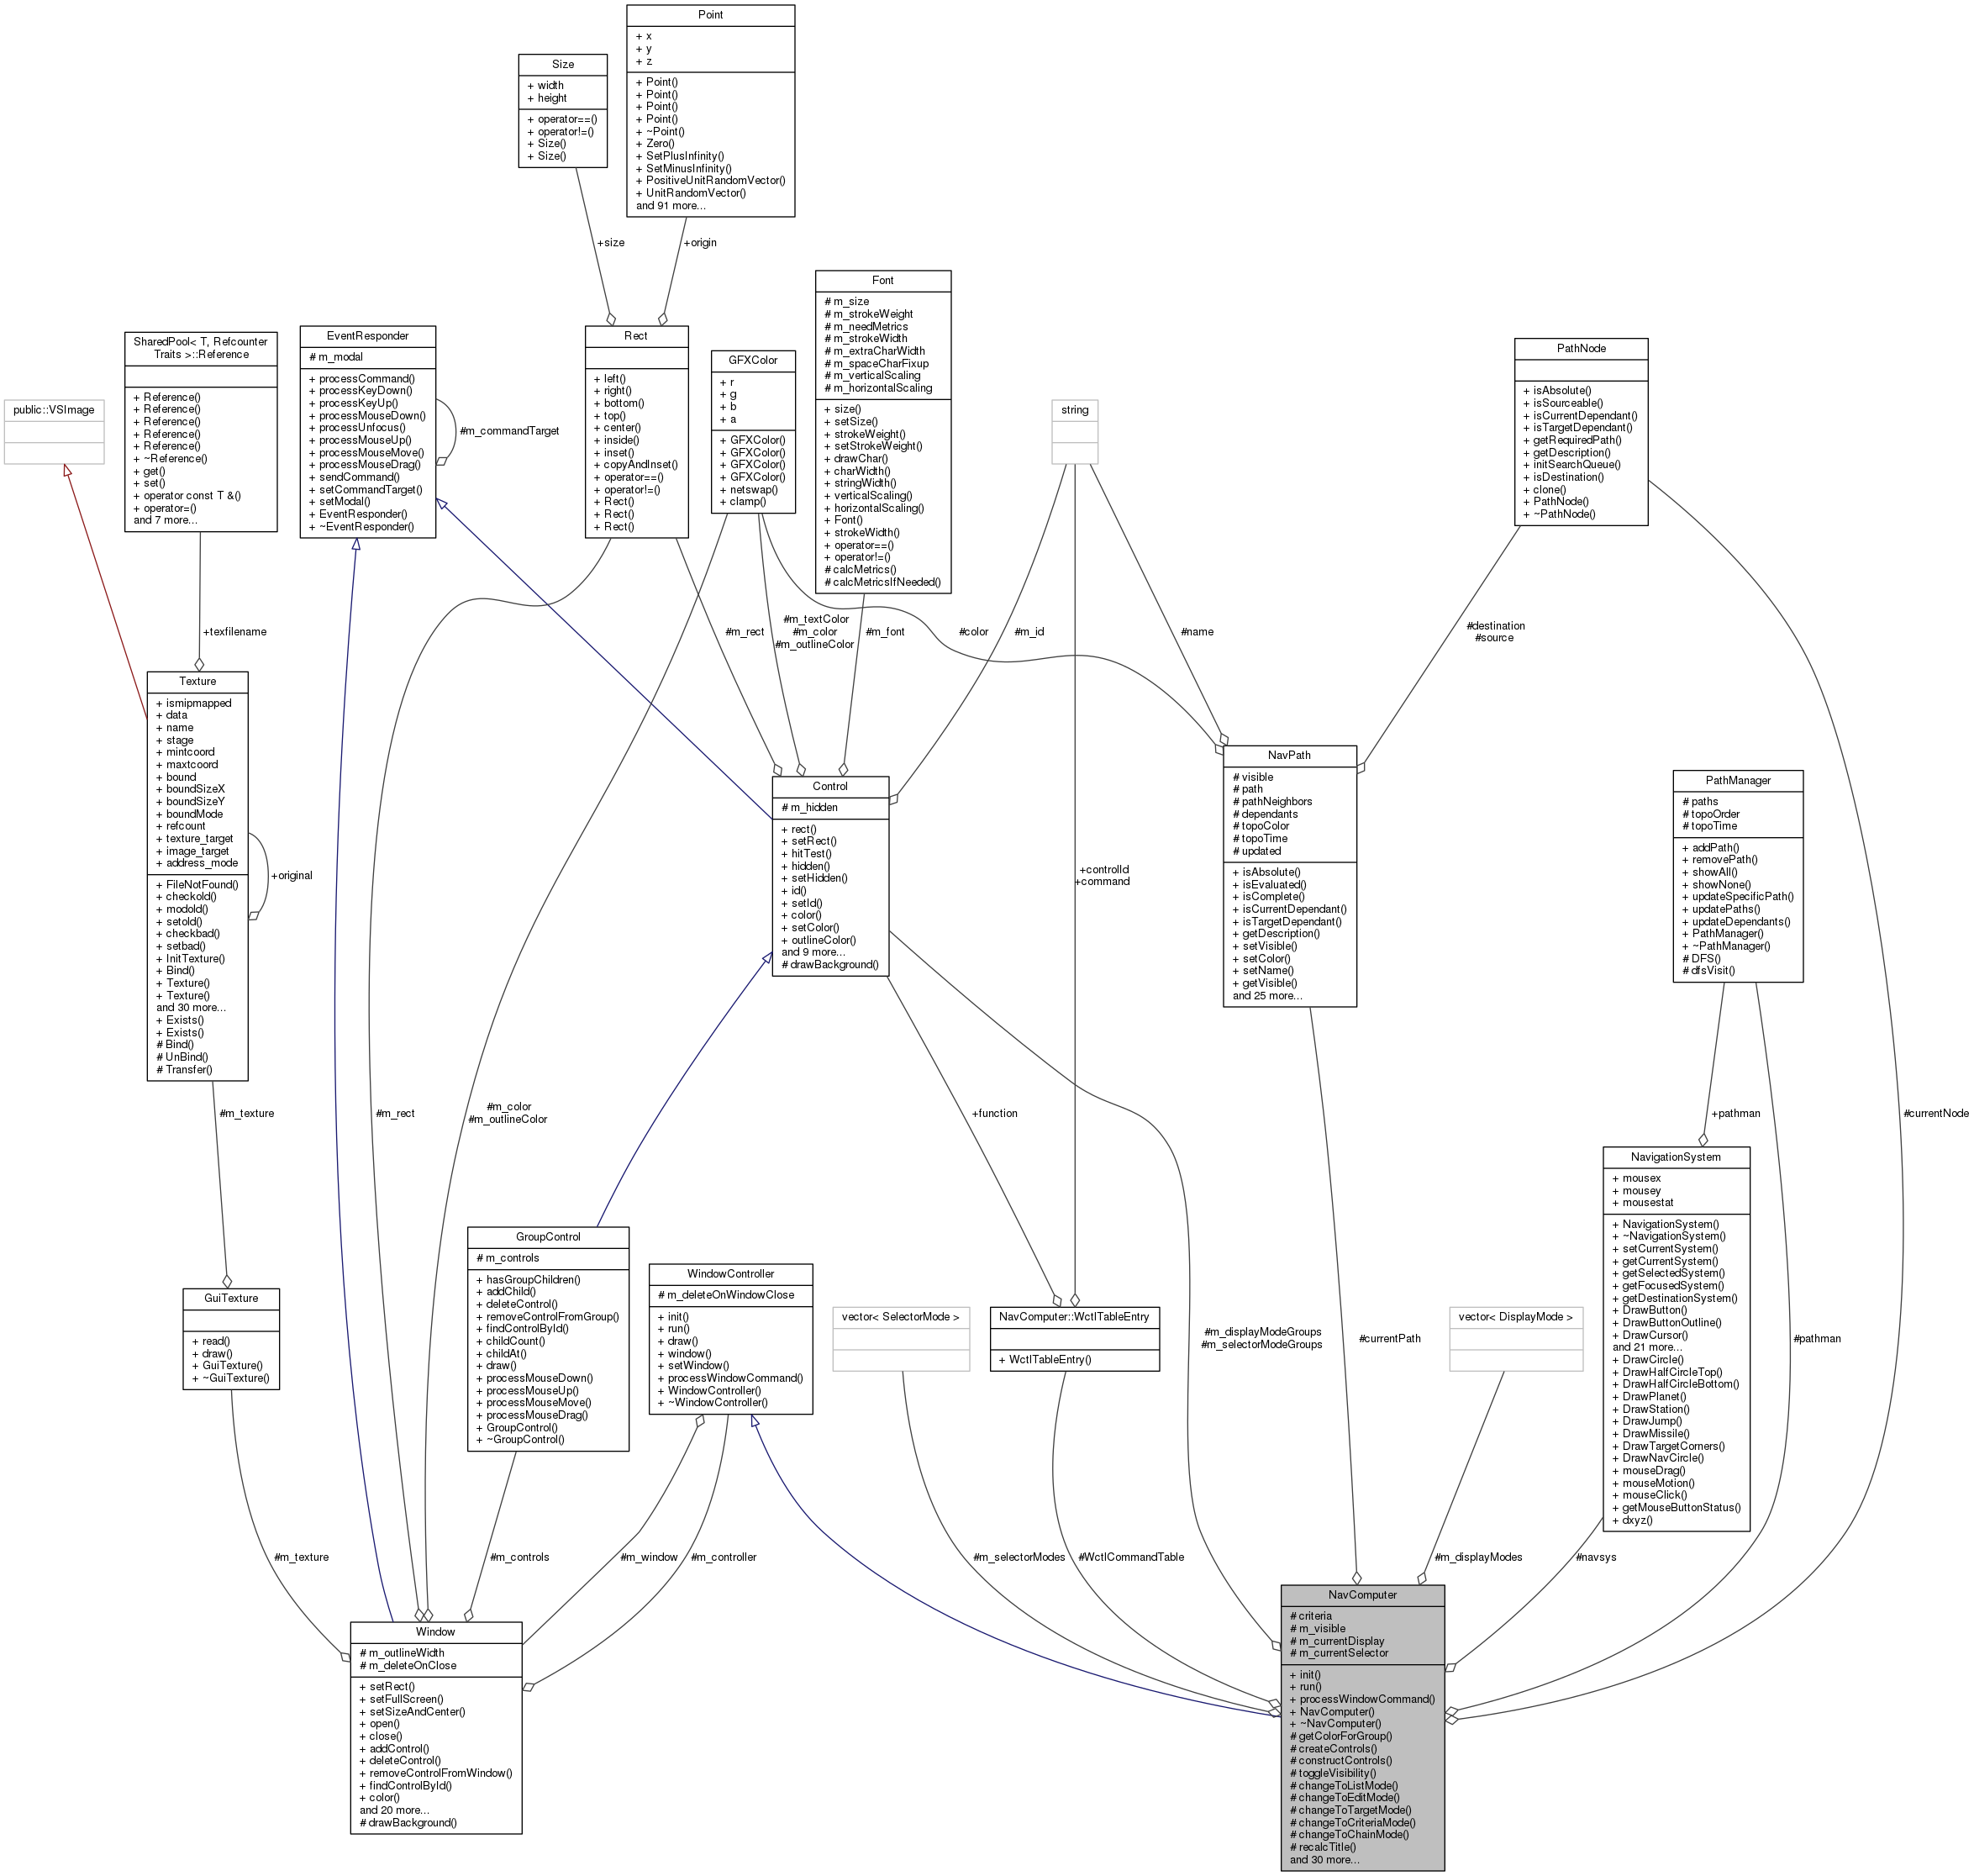 Point
+ x
+ y
+ z
+ Point()
+ Point()
+ Point()
+ Point()
+ ~Point()
+ Zero()
+ SetPlusInfinity()
+ SetMinusInfinity()
+ PositiveUnitRandomVector()
+ UnitRandomVector()
and 91 more...
Size
+ width
+ height
+ operator==()
+ operator!=()
+ Size()
+ Size()
+size
+origin
Font
# m_size
# m_strokeWeight
# m_needMetrics
# m_strokeWidth
# m_extraCharWidth
# m_spaceCharFixup
# m_verticalScaling
# m_horizontalScaling
+ size()
+ setSize()
+ strokeWeight()
+ setStrokeWeight()
+ drawChar()
+ charWidth()
+ stringWidth()
+ verticalScaling()
+ horizontalScaling()
+ Font()
+ strokeWidth()
+ operator==()
+ operator!=()
# calcMetrics()
# calcMetricsIfNeeded()
SharedPool< T, Refcounter
Traits >::Reference
+ Reference()
+ Reference()
+ Reference()
+ Reference()
+ Reference()
+ ~Reference()
+ get()
+ set()
+ operator const T &()
+ operator=()
and 7 more...
EventResponder
# m_modal
+ processCommand()
+ processKeyDown()
+ processKeyUp()
+ processMouseDown()
+ processUnfocus()
+ processMouseUp()
+ processMouseMove()
+ processMouseDrag()
+ sendCommand()
+ setCommandTarget()
+ setModal()
+ EventResponder()
+ ~EventResponder()
#m_commandTarget
Rect
+ left()
+ right()
+ bottom()
+ top()
+ center()
+ inside()
+ inset()
+ copyAndInset()
+ operator==()
+ operator!=()
+ Rect()
+ Rect()
+ Rect()
GFXColor
+ r
+ g
+ b
+ a
+ GFXColor()
+ GFXColor()
+ GFXColor()
+ GFXColor()
+ netswap()
+ clamp()
public::VSImage
string
PathNode
+ isAbsolute()
+ isSourceable()
+ isCurrentDependant()
+ isTargetDependant()
+ getRequiredPath()
+ getDescription()
+ initSearchQueue()
+ isDestination()
+ clone()
+ PathNode()
+ ~PathNode()
+texfilename
#m_rect
#m_textColor
#m_color
#m_outlineColor
#m_font
#color
#m_id
#name
#destination
#source
Texture
+ ismipmapped
+ data
+ name
+ stage
+ mintcoord
+ maxtcoord
+ bound
+ boundSizeX
+ boundSizeY
+ boundMode
+ refcount
+ texture_target
+ image_target
+ address_mode
+ FileNotFound()
+ checkold()
+ modold()
+ setold()
+ checkbad()
+ setbad()
+ InitTexture()
+ Bind()
+ Texture()
+ Texture()
and 30 more...
+ Exists()
+ Exists()
# Bind()
# UnBind()
# Transfer()
+original
Control
# m_hidden
+ rect()
+ setRect()
+ hitTest()
+ hidden()
+ setHidden()
+ id()
+ setId()
+ color()
+ setColor()
+ outlineColor()
and 9 more...
# drawBackground()
+controlId
+command
NavPath
# visible
# path
# pathNeighbors
# dependants
# topoColor
# topoTime
# updated
+ isAbsolute()
+ isEvaluated()
+ isComplete()
+ isCurrentDependant()
+ isTargetDependant()
+ getDescription()
+ setVisible()
+ setColor()
+ setName()
+ getVisible()
and 25 more...
PathManager
# paths
# topoOrder
# topoTime
+ addPath()
+ removePath()
+ showAll()
+ showNone()
+ updateSpecificPath()
+ updatePaths()
+ updateDependants()
+ PathManager()
+ ~PathManager()
# DFS()
# dfsVisit()
#m_texture
#m_rect
#m_color
#m_outlineColor
+function
+pathman
#currentNode
NavigationSystem
+ mousex
+ mousey
+ mousestat
+ NavigationSystem()
+ ~NavigationSystem()
+ setCurrentSystem()
+ getCurrentSystem()
+ getSelectedSystem()
+ getFocusedSystem()
+ getDestinationSystem()
+ DrawButton()
+ DrawButtonOutline()
+ DrawCursor()
and 21 more...
+ DrawCircle()
+ DrawHalfCircleTop()
+ DrawHalfCircleBottom()
+ DrawPlanet()
+ DrawStation()
+ DrawJump()
+ DrawMissile()
+ DrawTargetCorners()
+ DrawNavCircle()
+ mouseDrag()
+ mouseMotion()
+ mouseClick()
+ getMouseButtonStatus()
+ dxyz()
GuiTexture
+ read()
+ draw()
+ GuiTexture()
+ ~GuiTexture()
GroupControl
# m_controls
+ hasGroupChildren()
+ addChild()
+ deleteControl()
+ removeControlFromGroup()
+ findControlById()
+ childCount()
+ childAt()
+ draw()
+ processMouseDown()
+ processMouseUp()
+ processMouseMove()
+ processMouseDrag()
+ GroupControl()
+ ~GroupControl()
WindowController
# m_deleteOnWindowClose
+ init()
+ run()
+ draw()
+ window()
+ setWindow()
+ processWindowCommand()
+ WindowController()
+ ~WindowController()
vector< SelectorMode >
NavComputer::WctlTableEntry
+ WctlTableEntry()
#m_displayModeGroups
#m_selectorModeGroups
#currentPath
vector< DisplayMode >
#pathman
#m_texture
#m_controls
#m_window
#m_controller
#m_selectorModes
#WctlCommandTable
#m_displayModes
#navsys
Window
# m_outlineWidth
# m_deleteOnClose
+ setRect()
+ setFullScreen()
+ setSizeAndCenter()
+ open()
+ close()
+ addControl()
+ deleteControl()
+ removeControlFromWindow()
+ findControlById()
+ color()
and 20 more...
# drawBackground()
NavComputer
# criteria
# m_visible
# m_currentDisplay
# m_currentSelector
+ init()
+ run()
+ processWindowCommand()
+ NavComputer()
+ ~NavComputer()
# getColorForGroup()
# createControls()
# constructControls()
# toggleVisibility()
# changeToListMode()
# changeToEditMode()
# changeToTargetMode()
# changeToCriteriaMode()
# changeToChainMode()
# recalcTitle()
and 30 more...